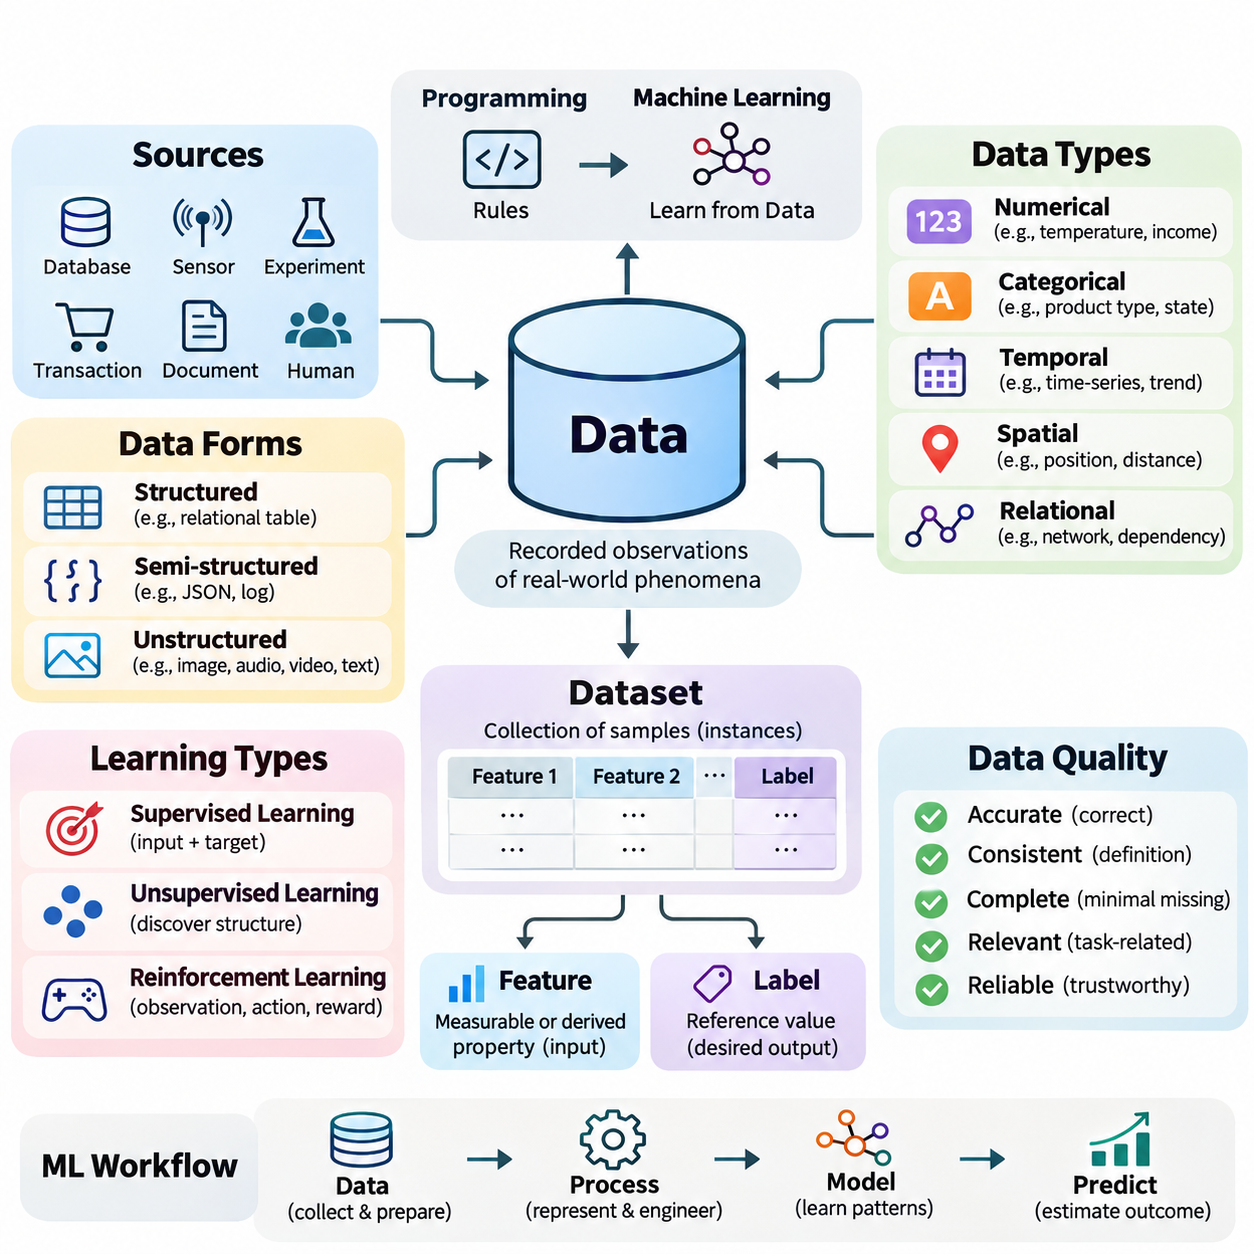 Programming
Machine Learning
</>
Rules
Learn from Data
Sources
Database
Sensor
Experiment
Transaction
Document
Human
Data Types
123
Numerical
(e.g., temperature, income)
A
Categorical
(e.g., product type, state)
Temporal
(e.g., time-series, trend)
Spatial
(e.g., position, distance)
Relational
(e.g., network, dependency)
Data
Recorded observations
of real-world phenomena
Data Forms
Structured
(e.g., relational table)
Semi-structured
(e.g., JSON, log)
Unstructured
(e.g., image, audio, video, text)
Dataset
Collection of samples (instances)
Feature 1 Feature 2 ... Label
... ... ...
... ... ...
Learning Types
Supervised Learning
(input + target)
Unsupervised Learning
(discover structure)
Reinforcement Learning
(observation, action, reward)
Feature
Measurable or derived
property (input)
Label
Reference value
(desired output)
Data Quality
Accurate (correct)
Consistent (definition)
Complete (minimal missing)
Relevant (task-related)
Reliable (trustworthy)
ML Workflow
Data
(collect & prepare)
Process
(represent & engineer)
Model
(learn patterns)
Predict
(estimate outcome)